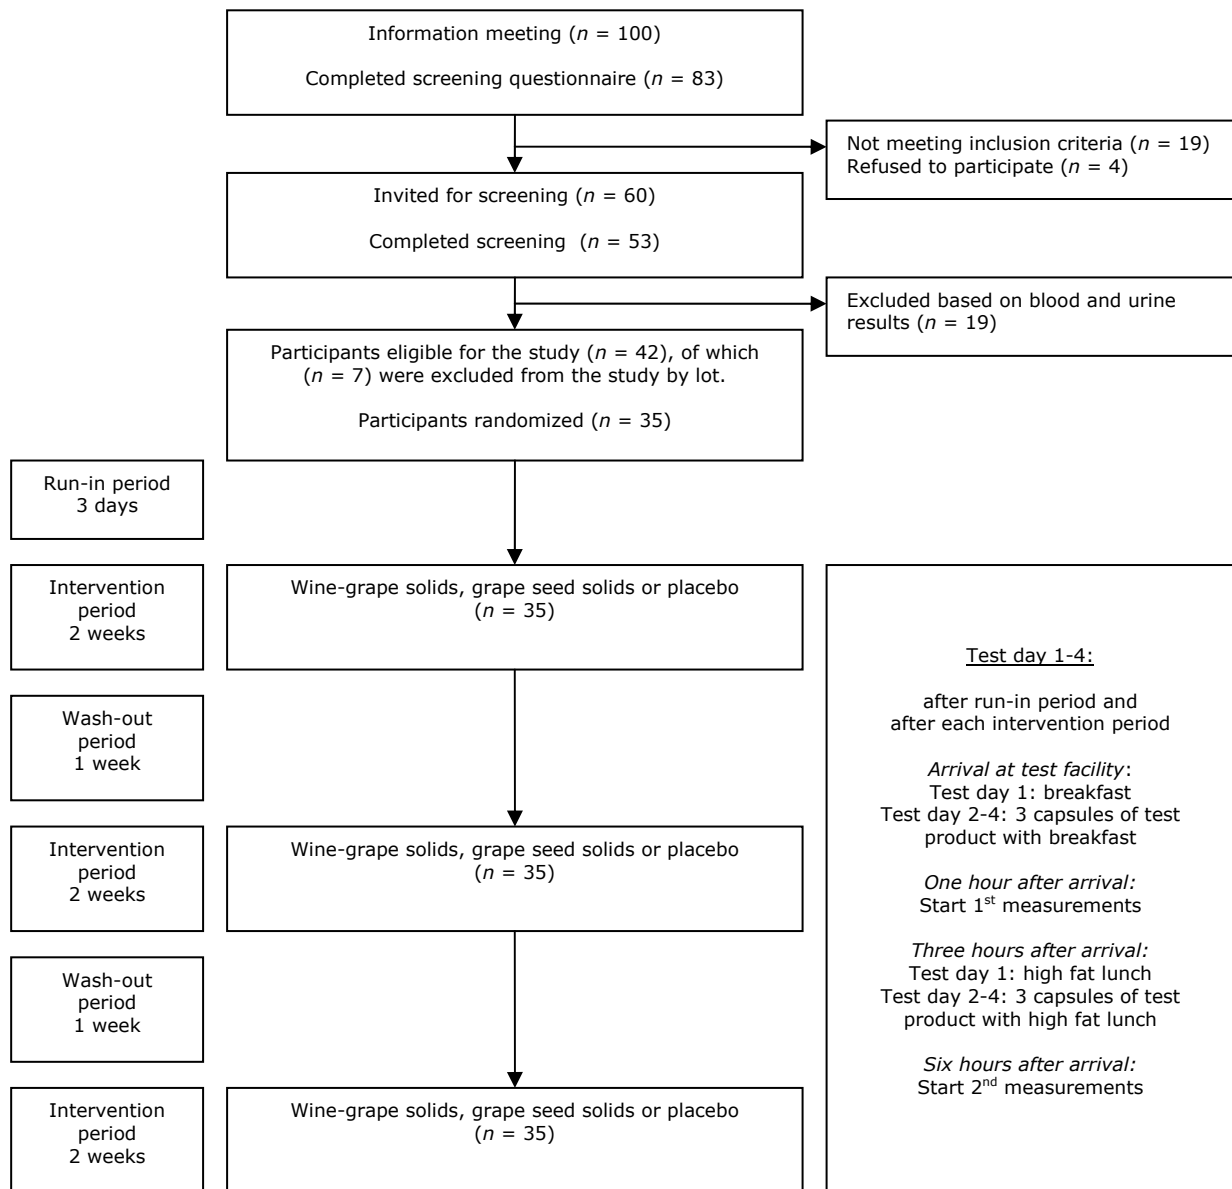 Information meeting (n = 100)
Completed screening questionnaire (n = 83)
Not meeting inclusion criteria (n = 19)
Refused to participate (n = 4)
Invited for screening (n = 60)
Completed screening (n = 53)
Excluded based on blood and urine
results (n = 19)
Participants eligible for the study (n = 42), of which
(n = 7) were excluded from the study by lot.
Participants randomized (n = 35)
Run-in period
3 days
Intervention
period
2 weeks
Wine-grape solids, grape seed solids or placebo
(n = 35)
Wash-out
period
1 week
Intervention
period
2 weeks
Wine-grape solids, grape seed solids or placebo
(n = 35)
Wash-out
period
1 week
Intervention
period
2 weeks
Wine-grape solids, grape seed solids or placebo
(n = 35)
Test day 1-4:
after run-in period and
after each intervention period
Arrival at test facility:
Test day 1: breakfast
Test day 2-4: 3 capsules of test
product with breakfast
One hour after arrival:
Start 1st measurements
Three hours after arrival:
Test day 1: high fat lunch
Test day 2-4: 3 capsules of test
product with high fat lunch
Six hours after arrival:
Start 2nd measurements